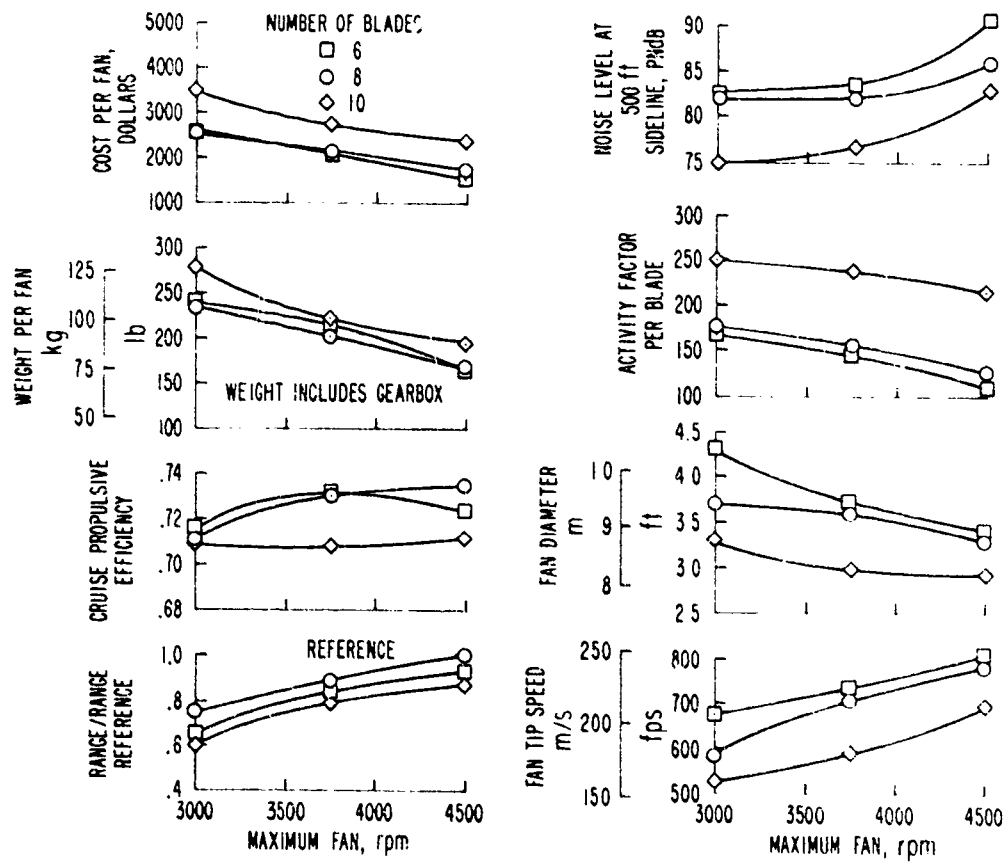 NUMBER OF BLADES
6
8
10
COST PER FAN,
DOLLARS
5000
4000
3000
2000
1000
WEIGHT PER FAN
kg
125
100
75
50
lb
300
250
200
150
100
WEIGHT INCLUDES GEARBOX
CRUISE PROPULSIVE
EFFICIENCY
.74
.72
.70
.68
RANGE/RANGE
REFERENCE
1.0
.8
.6
.4
REFERENCE
3000 3500 4000 4500
MAXIMUM FAN, rpm
NOISE LEVEL AT
500 ft
SIDELINE, PNdB
90
85
80
75
ACTIVITY FACTOR
PER BLADE
300
250
200
150
100
FAN DIAMETER
m
1.0
9
8
ft
4.5
4.0
3.5
3.0
2 5
FAN TIP SPEED
m/s
250
200
150
fps
800
700
600
500
3000 3500 4000 4500
MAXIMUM FAN, rpm